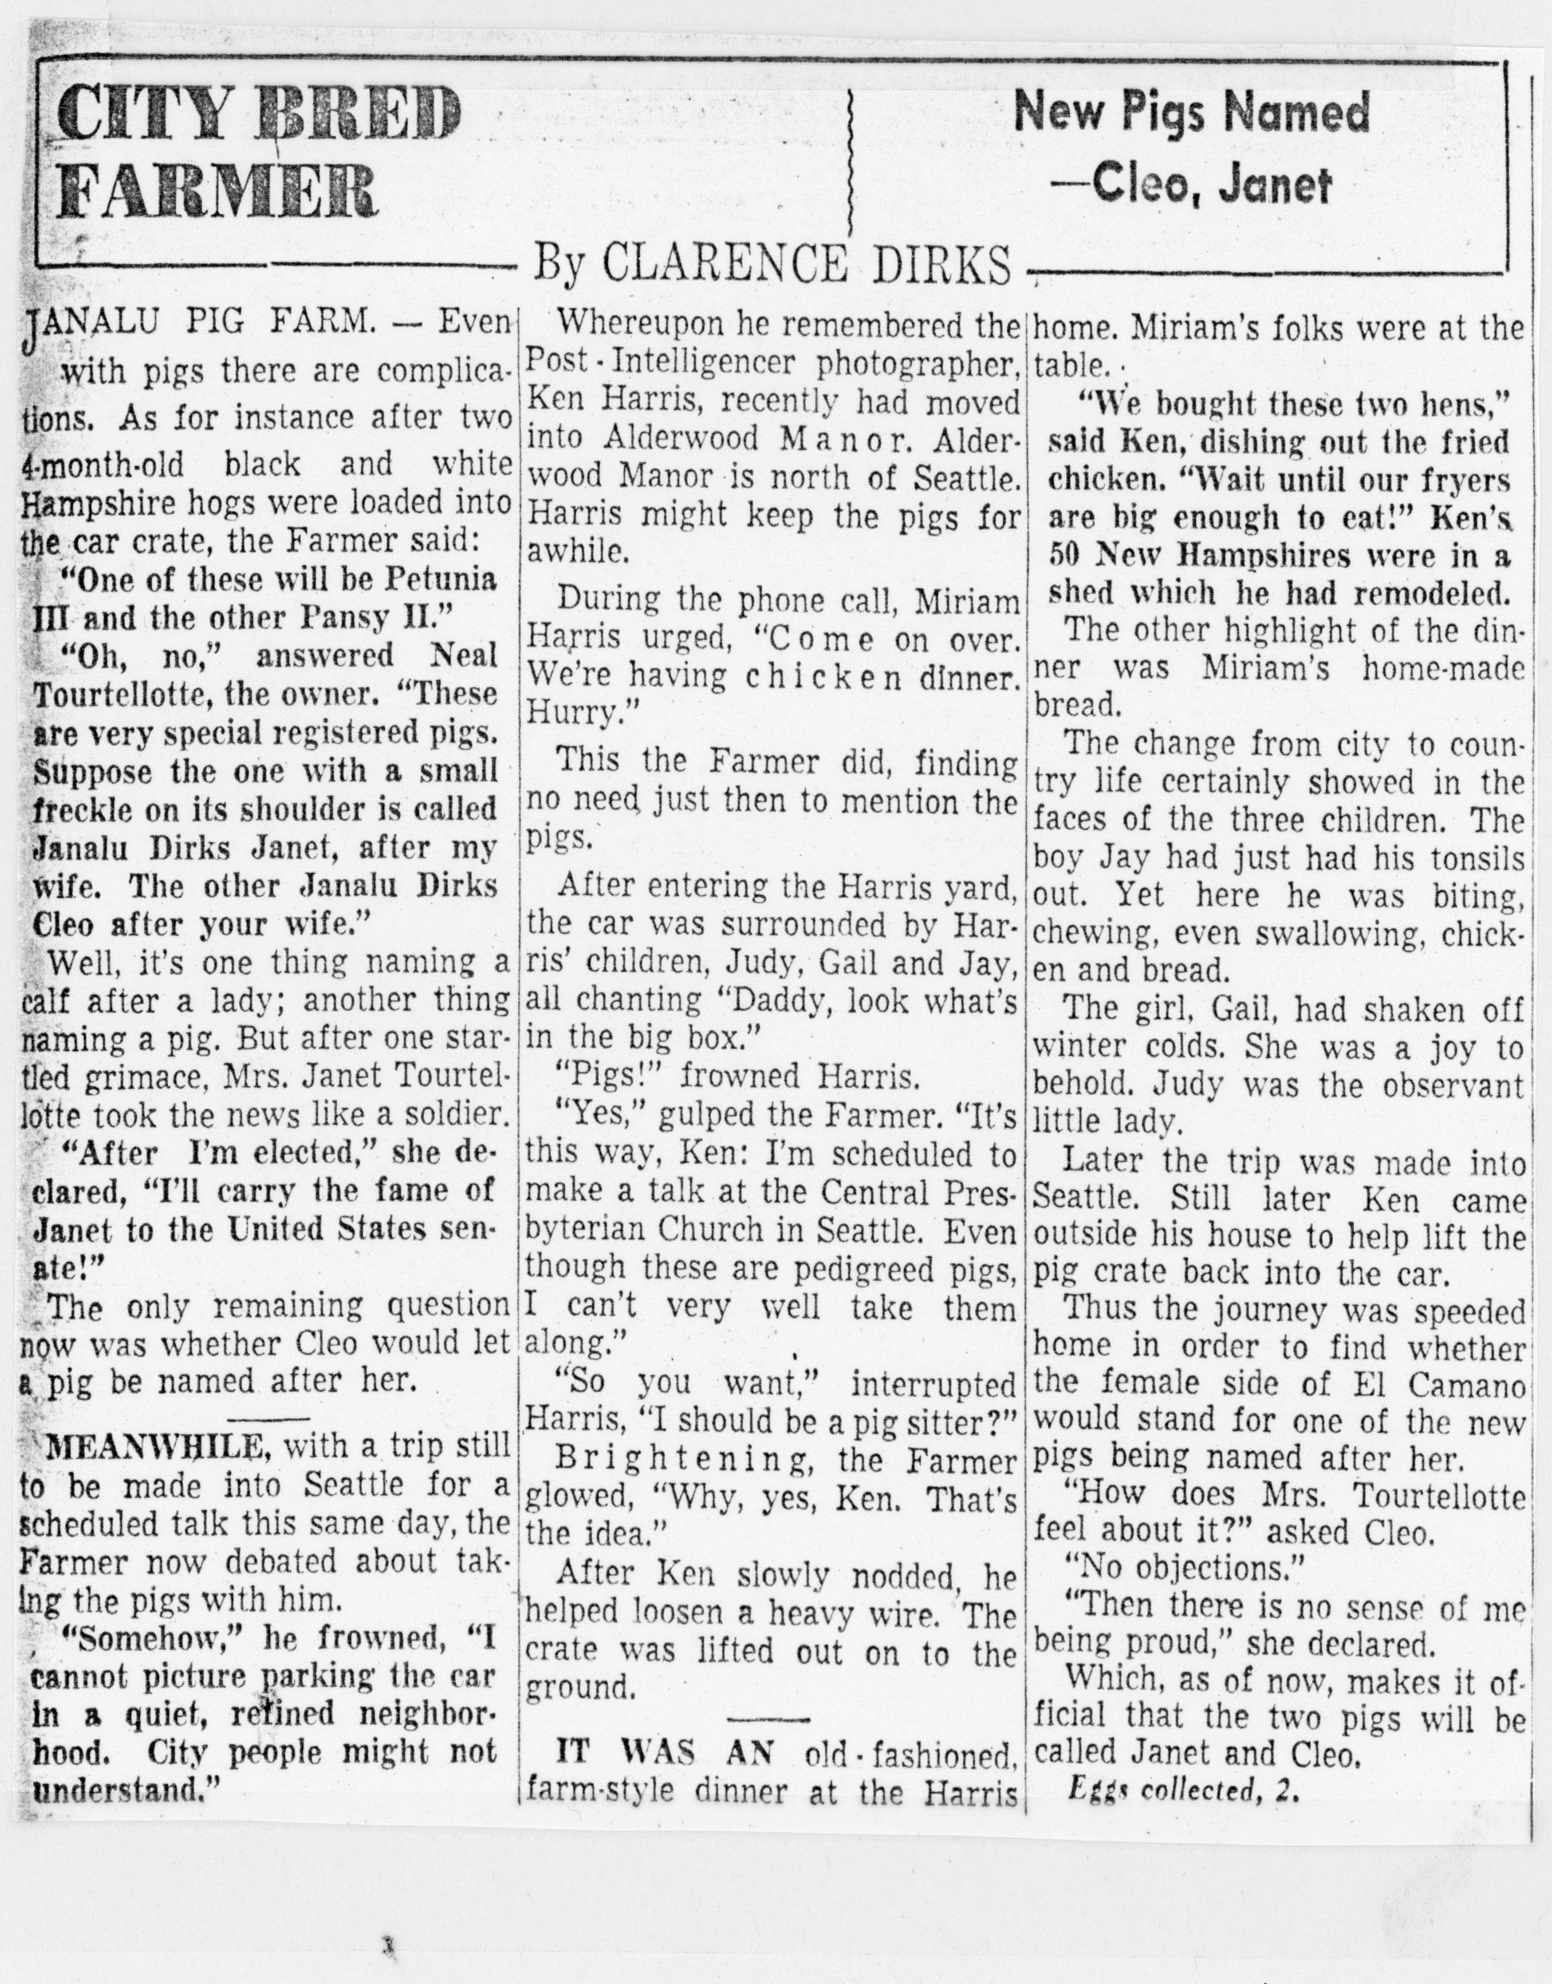 CITY BRED
FARMER
New Pigs Named
—Cleo, Janet
By CLARENCE DIRKS
JANALU PIG FARM. — Even
with pigs there are complica-
tions. As for instance after two
4-month-old black and white
Hampshire hogs were loaded into
the car crate, the Farmer said:
"One of these will be Petunia
III and the other Pansy II."
"Oh, no," answered Neal
Tourtellotte, the owner. "These
are very special registered pigs.
Suppose the one with a small
freckle on its shoulder is called
Janalu Dirks Janet, after my
wife. The other Janalu Dirks
Cleo after your wife."
Well, it's one thing naming a
calf after a lady; another thing
naming a pig. But after one star-
tled grimace, Mrs. Janet Tourtel-
lotte took the news like a soldier.
"After I'm elected," she de-
clared, "I'll carry the fame of
Janet to the United States sen-
ate!"
The only remaining question
now was whether Cleo would let
a pig be named after her.
MEANWHILE, with a trip still
to be made into Seattle for a
scheduled talk this same day, the
Farmer now debated about tak-
ing the pigs with him.
"Somehow," he frowned, "I
cannot picture parking the car
in a quiet, refined neighbor-
hood. City people might not
understand."
Whereupon he remembered the
Post-Intelligencer photographer,
Ken Harris, recently had moved
into Alderwood Manor. Alder-
wood Manor is north of Seattle.
Harris might keep the pigs for
awhile.
During the phone call, Miriam
Harris urged, "Come on over.
We're having chicken dinner.
Hurry."
This the Farmer did, finding
no need just then to mention the
pigs.
After entering the Harris yard,
the car was surrounded by Har-
ris' children, Judy, Gail and Jay,
all chanting "Daddy, look what's
in the big box."
"Pigs!" frowned Harris.
"Yes," gulped the Farmer. "It's
this way, Ken: I'm scheduled to
make a talk at the Central Pres-
byterian Church in Seattle. Even
though these are pedigreed pigs,
I can't very well take them
along."
"So you want," interrupted
Harris, "I should be a pig sitter?"
Brightening, the Farmer
glowed, "Why, yes, Ken. That's
the idea."
After Ken slowly nodded, he
helped loosen a heavy wire. The
crate was lifted out on to the
ground.
IT WAS AN old-fashioned,
farm-style dinner at the Harris
home. Miriam's folks were at the
table.
"We bought these two hens,"
said Ken, dishing out the fried
chicken. "Wait until our fryers
are big enough to eat!" Ken's
50 New Hampshires were in a
shed which he had remodeled.
The other highlight of the din-
ner was Miriam's home-made
bread.
The change from city to coun-
try life certainly showed in the
faces of the three children. The
boy Jay had just had his tonsils
out. Yet here he was biting,
chewing, even swallowing, chick-
en and bread.
The girl, Gail, had shaken off
winter colds. She was a joy to
behold. Judy was the observant
little lady.
Later the trip was made into
Seattle. Still later Ken came
outside his house to help lift the
pig crate back into the car.
Thus the journey was speeded
home in order to find whether
the female side of El Camano
would stand for one of the new
pigs being named after her.
"How does Mrs. Tourtellotte
feel about it?" asked Cleo.
"No objections."
"Then there is no sense of me
being proud," she declared.
Which, as of now, makes it of-
ficial that the two pigs will be
called Janet and Cleo.
Eggs collected, 2.